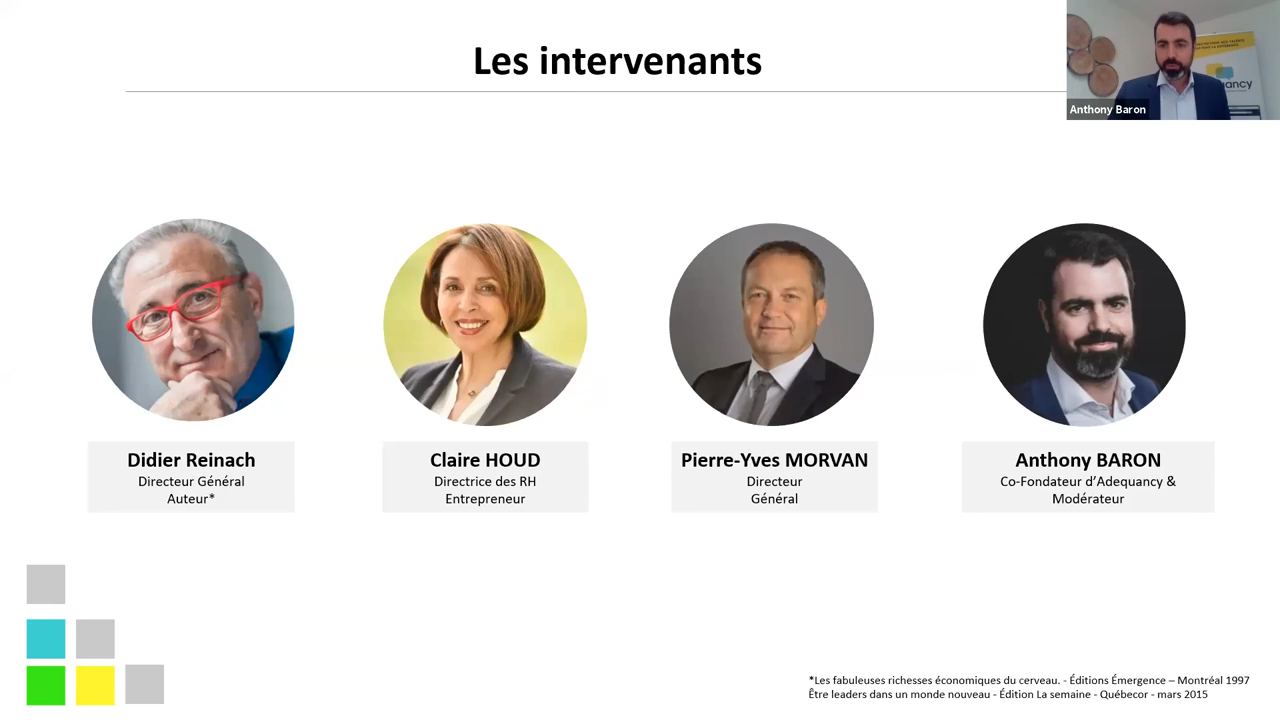 Les intervenants
Anthony Baron
ancy
Didier Reinach
Directeur Général
Auteur*
Claire HOUD
Directrice des RH
Entrepreneur
Pierre-Yves MORVAN
Directeur
Général
Anthony BARON
Co-Fondateur d’Adequancy &
Modérateur
*Les fabuleuses richesses économiques du cerveau. - Éditions Émergence – Montréal 1997
Être leaders dans un monde nouveau - Édition La semaine - Québecor - mars 2015